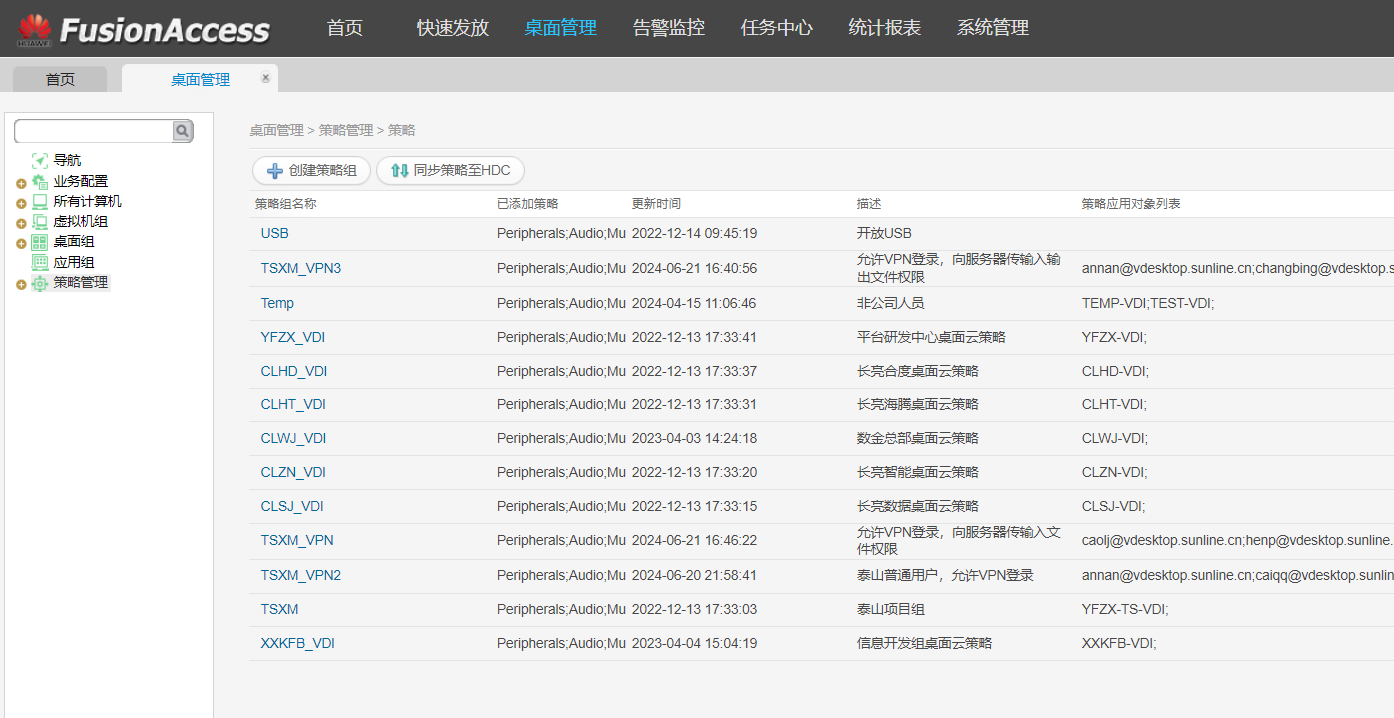 HUAWEI FusionAccess 首页 快速发放 桌面管理 告警监控 任务中心 统计报表 系统管理
首页 桌面管理
桌面管理 > 策略管理 > 策略
导航
业务配置
所有计算机
虚拟机组
桌面组
应用组
策略管理
创建策略组 同步策略至HDC
策略组名称 已添加策略 更新时间 描述 策略应用对象列表
USB Peripherals;Audio;Mu 2022-12-14 09:45:19 开放USB
TSXM_VPN3 Peripherals;Audio;Mu 2024-06-21 16:40:56 允许VPN登录，向服务器传输入输 annan@vdesktop.sunline.cn;changbing@vdesktop.s
出文件权限
Temp Peripherals;Audio;Mu 2024-04-15 11:06:46 非公司人员 TEMP-VDI;TEST-VDI;
YFZX_VDI Peripherals;Audio;Mu 2022-12-13 17:33:41 平台研发中心桌面云策略 YFZX-VDI;
CLHD_VDI Peripherals;Audio;Mu 2022-12-13 17:33:37 长亮合度桌面云策略 CLHD-VDI;
CLHT_VDI Peripherals;Audio;Mu 2022-12-13 17:33:31 长亮海腾桌面云策略 CLHT-VDI;
CLWJ_VDI Peripherals;Audio;Mu 2023-04-03 14:24:18 数金总部桌面云策略 CLWJ-VDI;
CLZN_VDI Peripherals;Audio;Mu 2022-12-13 17:33:20 长亮智能桌面云策略 CLZN-VDI;
CLSJ_VDI Peripherals;Audio;Mu 2022-12-13 17:33:15 长亮数据桌面云策略 CLSJ-VDI;
TSXM_VPN Peripherals;Audio;Mu 2024-06-21 16:46:22 允许VPN登录，向服务器传输入文 caolj@vdesktop.sunline.cn;henp@vdesktop.sunline.
件权限
TSXM_VPN2 Peripherals;Audio;Mu 2024-06-20 21:58:41 泰山普通用户，允许VPN登录 annan@vdesktop.sunline.cn;caiqq@vdesktop.sunlin
TSXM Peripherals;Audio;Mu 2022-12-13 17:33:03 泰山项目组 YFZX-TS-VDI;
XXKFB_VDI Peripherals;Audio;Mu 2023-04-04 15:04:19 信息开发组桌面云策略 XXKFB-VDI;